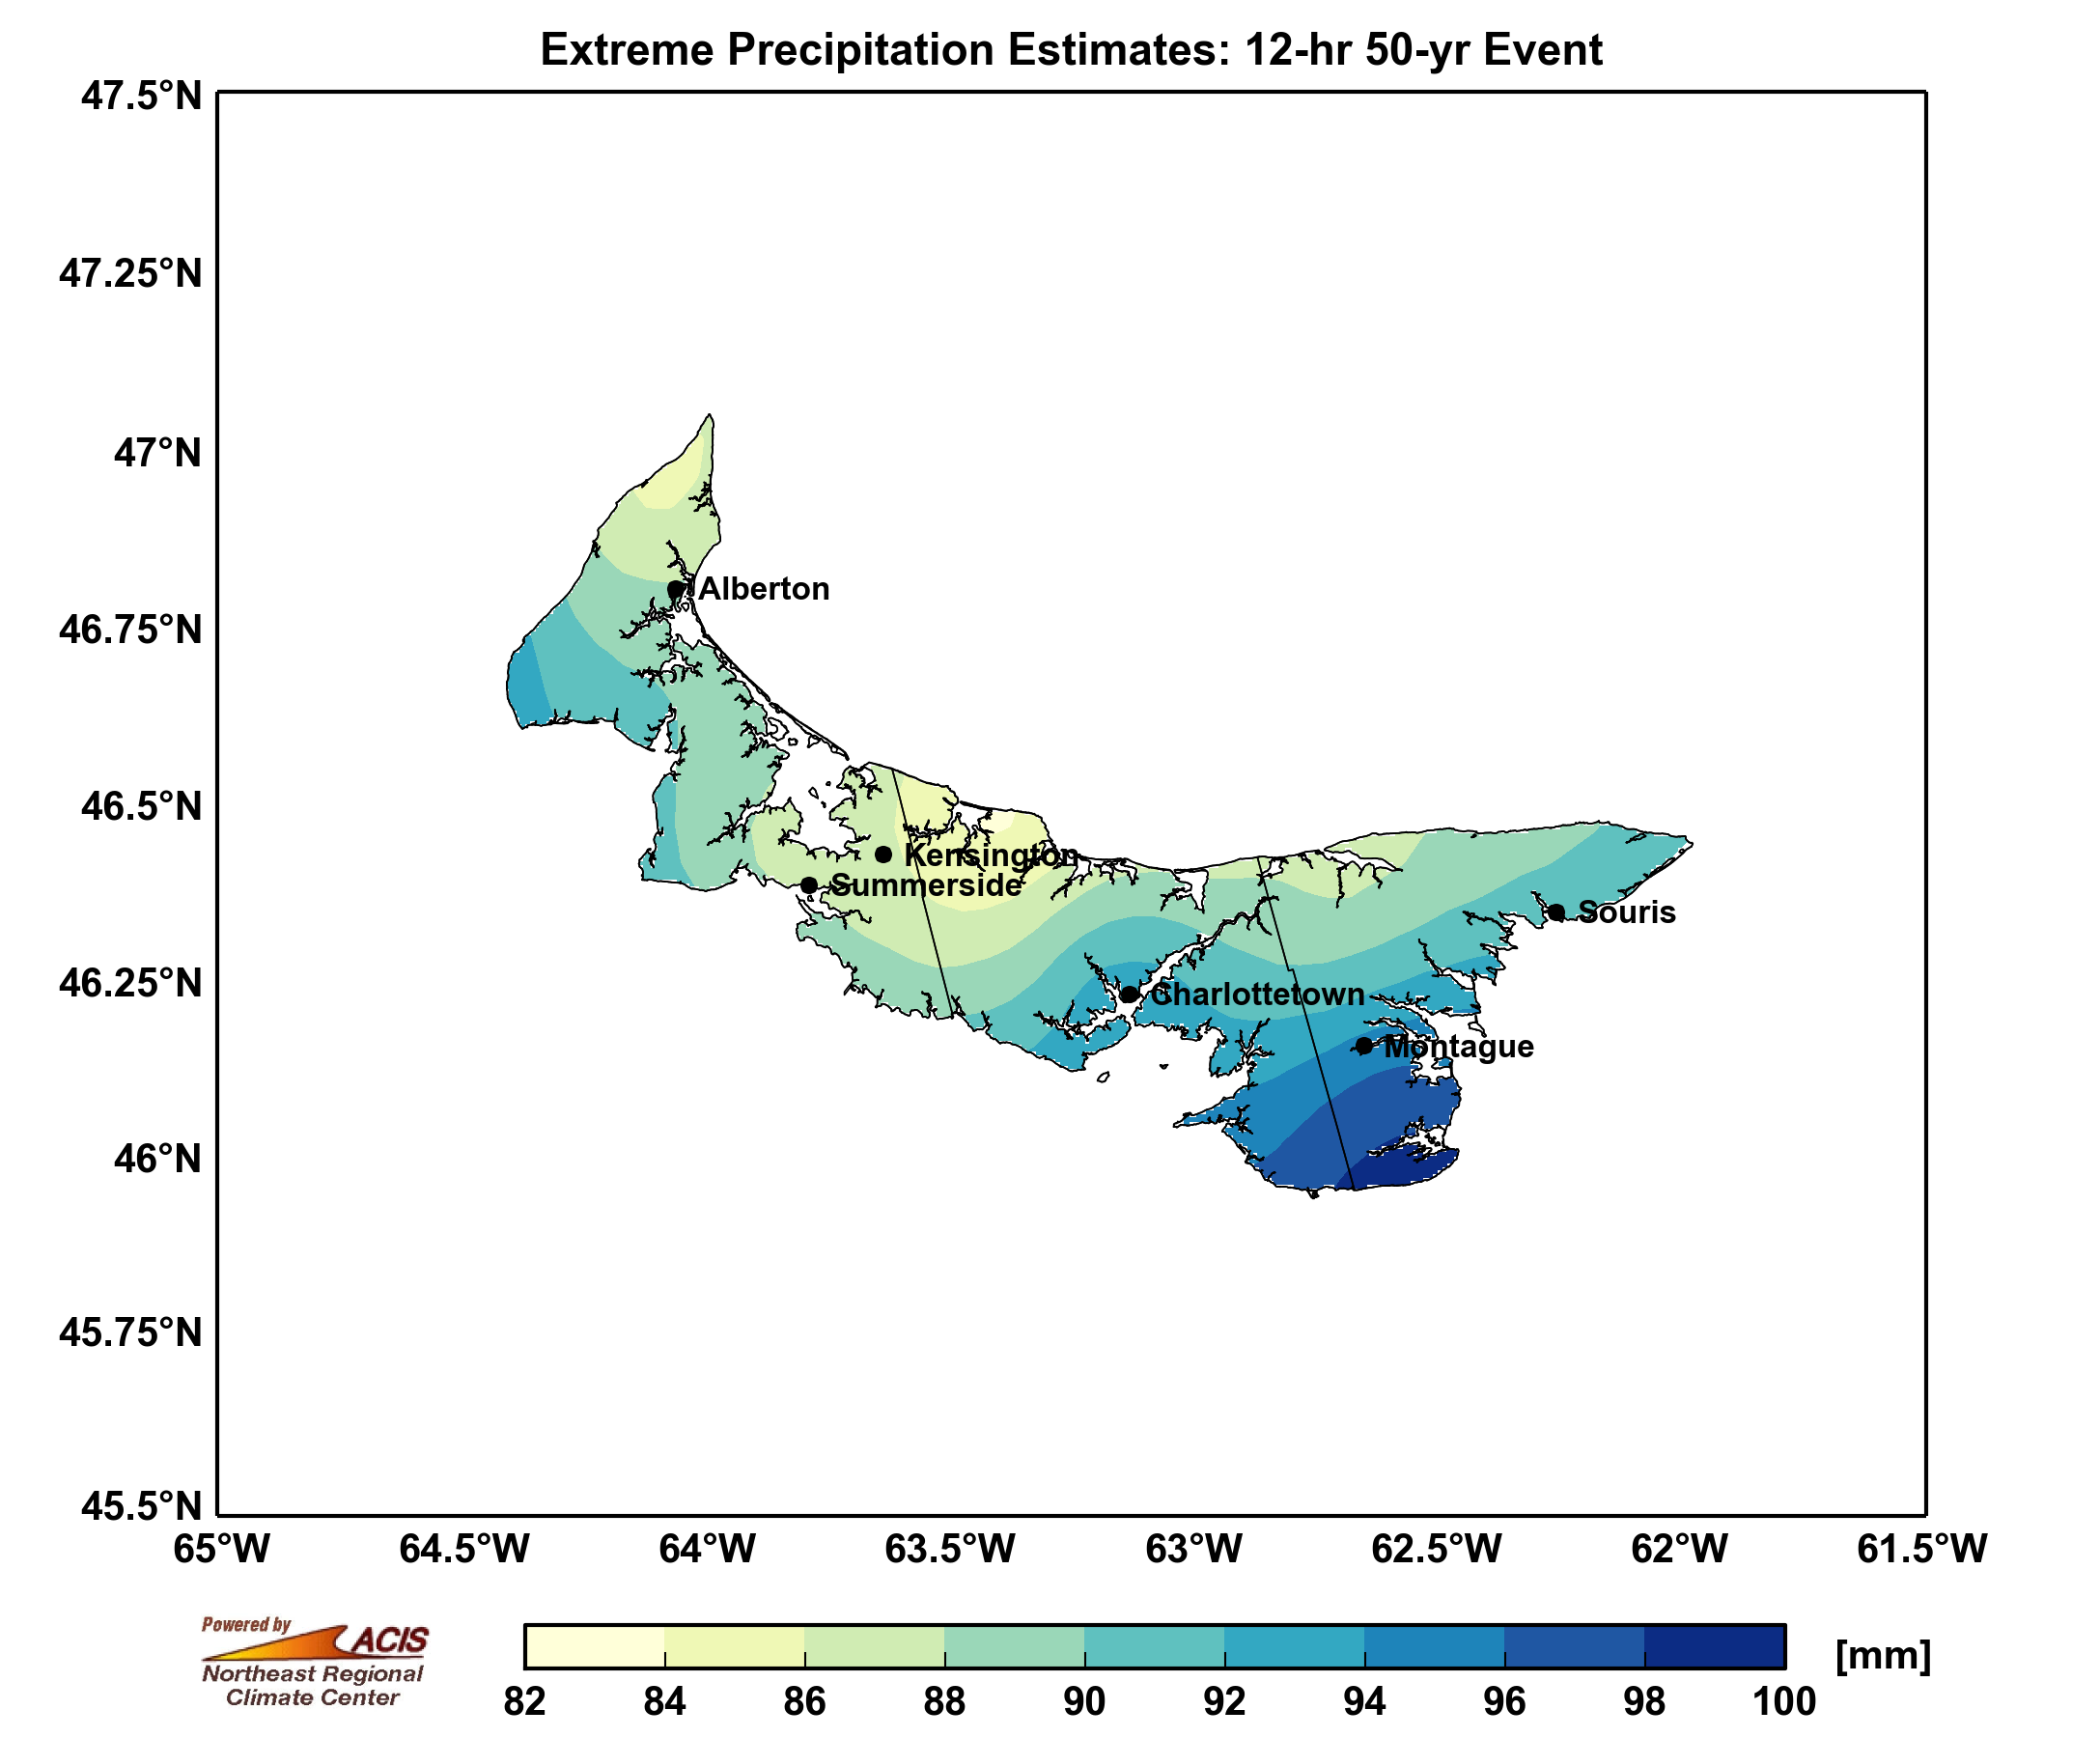 Extreme Precipitation Estimates: 12-hr 50-yr Event
47.5°N
47.25°N
47°N
46.75°N
46.5°N
46.25°N
46°N
45.75°N
45.5°N
Alberton
Kensington
Summerside
Souris
Charlottetown
Montague
65°W 64.5°W 64°W 63.5°W 63°W 62.5°W 62°W 61.5°W
Powered by
ACIS
Northeast Regional
Climate Center
[mm]
82 84 86 88 90 92 94 96 98 100